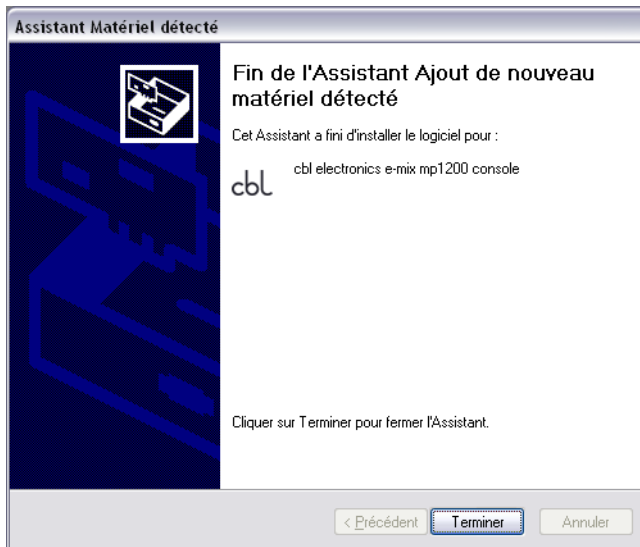 Assistant Matériel détecté
Fin de l'Assistant Ajout de nouveau
matériel détecté
Cet Assistant a fini d'installer le logiciel pour :
cbl electronics e-mix mp1200 console
cbl
Cliquer sur Terminer pour fermer l'Assistant.
< Précédent
Terminer
Annuler